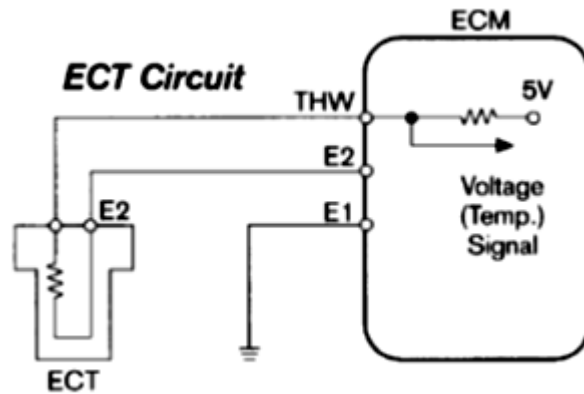 ECM
ECT Circuit
THW
5V
E2
Voltage
(Temp.)
Signal
E2
E1
ECT